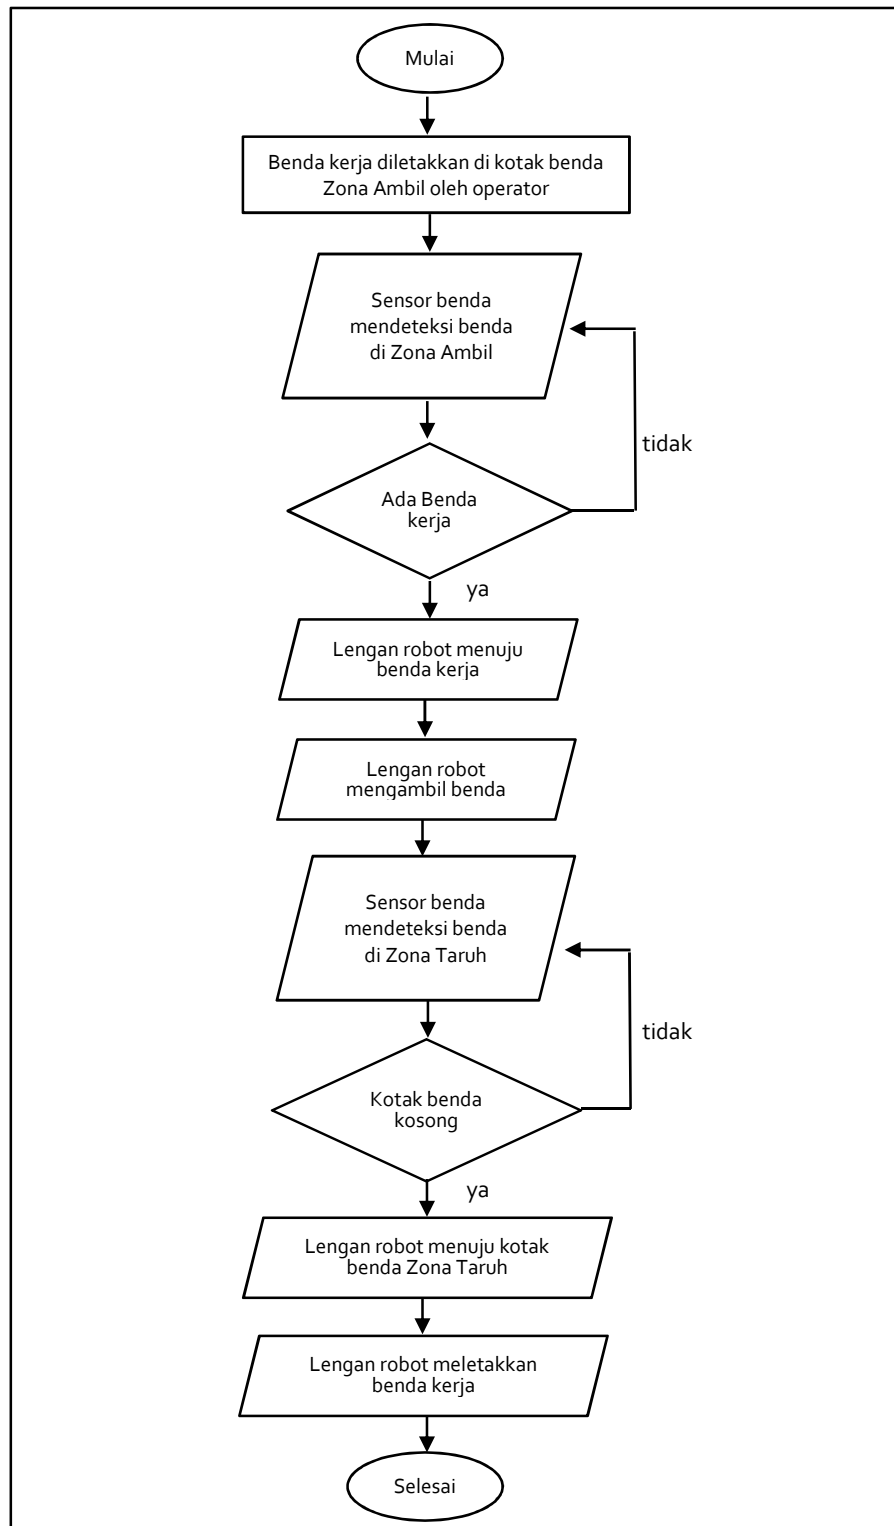 Mulai
Benda kerja diletakkan di kotak benda
Zona Ambil oleh operator
Sensor benda
mendeteksi benda
di Zona Ambil
tidak
Ada Benda
kerja
ya
Lengan robot menuju
benda kerja
Lengan robot
mengambil benda
Sensor benda
mendeteksi benda
di Zona Taruh
tidak
Kotak benda
kosong
ya
Lengan robot menuju kotak
benda Zona Taruh
Lengan robot meletakkan
benda kerja
Selesai